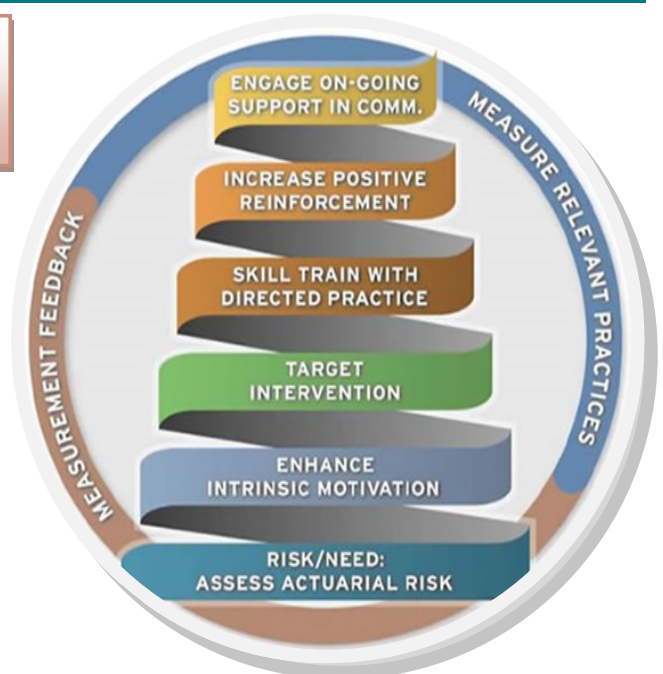 ENGAGE ON-GOING
SUPPORT IN COMM.
INCREASE POSITIVE
REINFORCEMENT
SKILL TRAIN WITH
DIRECTED PRACTICE
TARGET
INTERVENTION
ENHANCE
INTRINSIC MOTIVATION
RISK/NEED:
ASSESS ACTUARIAL RISK
MEASURE RELEVANT PRACTICES
MEASUREMENT FEEDBACK